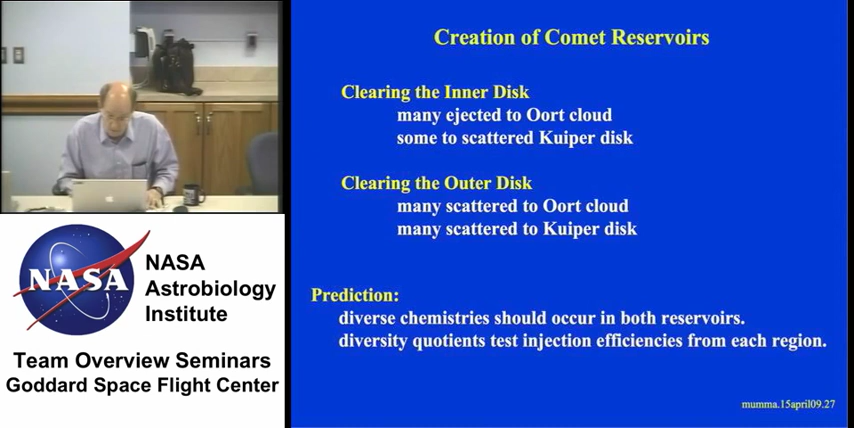 NASA
NASA
Astrobiology
Institute
Team Overview Seminars
Goddard Space Flight Center
Creation of Comet Reservoirs
Clearing the Inner Disk
many ejected to Oort cloud
some to scattered Kuiper disk
Clearing the Outer Disk
many scattered to Oort cloud
many scattered to Kuiper disk
Prediction:
diverse chemistries should occur in both reservoirs.
diversity quotients test injection efficiencies from each region.
mumma.15april09.27